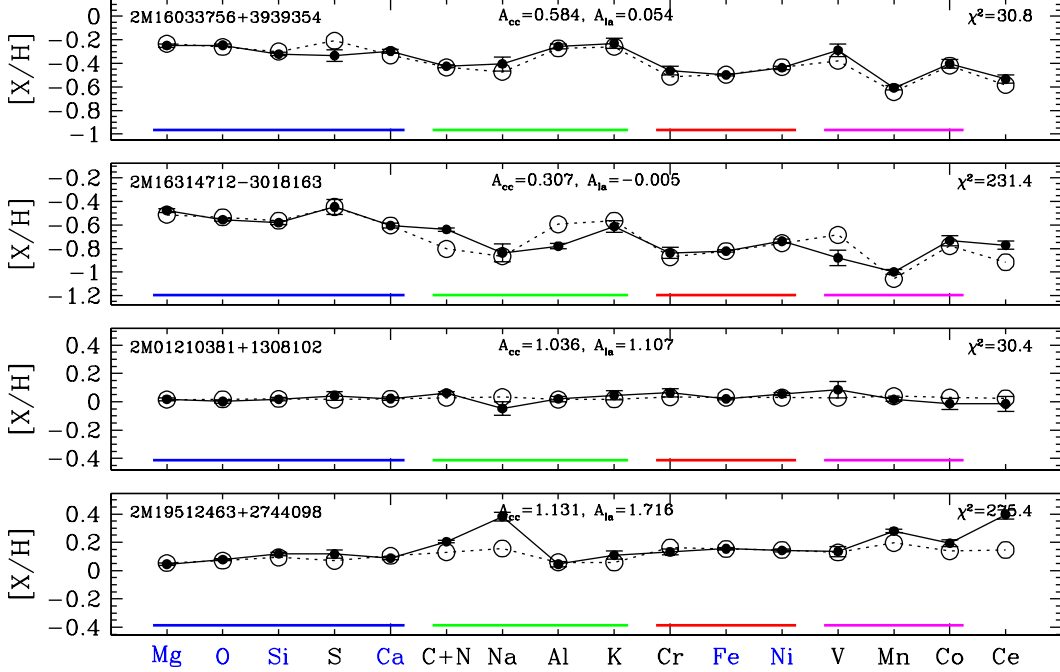 2M16033756+3939354 A_cc=0.584, A_Ia=0.054 χ²=30.8
[X/H]
0
−0.2
−0.4
−0.6
−0.8
−1
2M16314712−3018163 A_cc=0.307, A_Ia=−0.005 χ²=231.4
[X/H]
−0.2
−0.4
−0.6
−0.8
−1
−1.2
2M01210381+1308102 A_cc=1.036, A_Ia=1.107 χ²=30.4
[X/H]
0.4
0.2
0
−0.2
−0.4
2M19512463+2744098 A_cc=1.131, A_Ia=1.716 χ²=275.4
[X/H]
0.4
0.2
0
−0.2
−0.4
Mg O Si S Ca C+N Na Al K Cr Fe Ni V Mn Co Ce